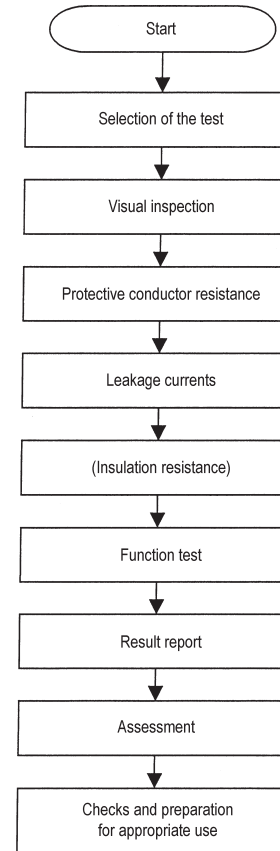 Start
Selection of the test
Visual inspection
Protective conductor resistance
Leakage currents
(Insulation resistance)
Function test
Result report
Assessment
Checks and preparation
for appropriate use